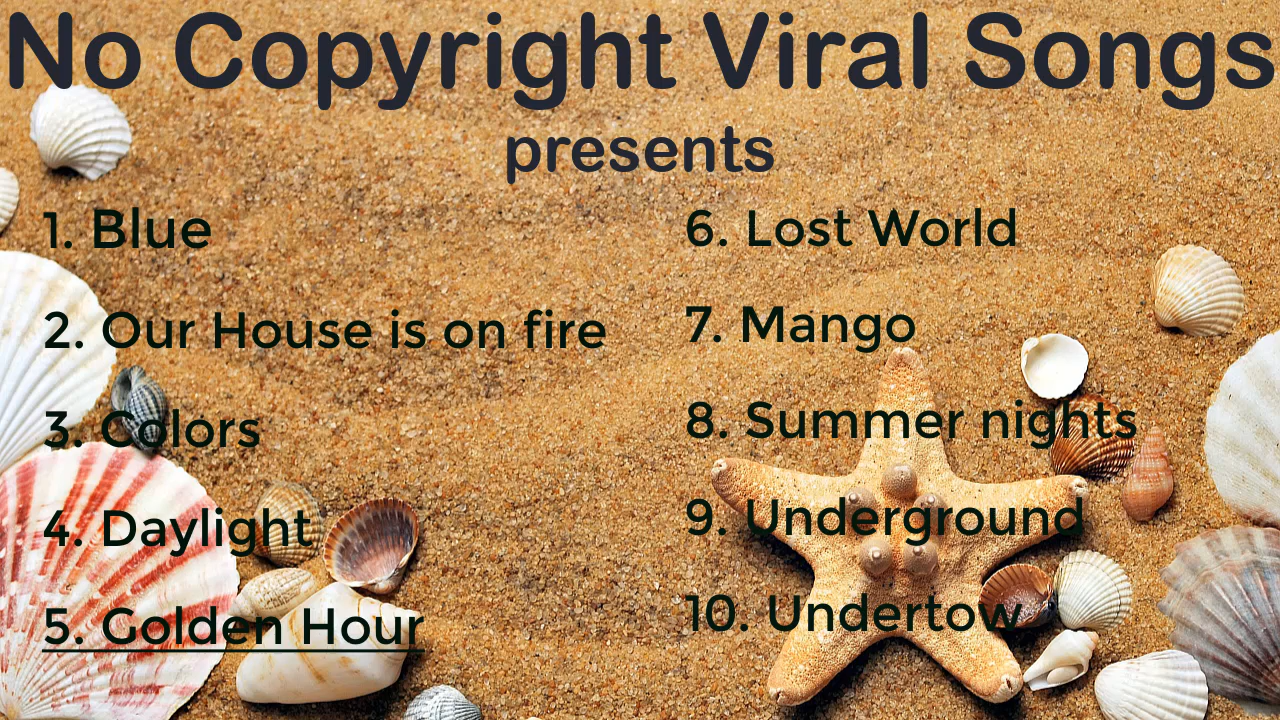 No Copyright Viral Songs
presents
1. Blue
2. Our House is on fire
3. Colors
4. Daylight
5. Golden Hour
6. Lost World
7. Mango
8. Summer nights
9. Underground
10. Undertow